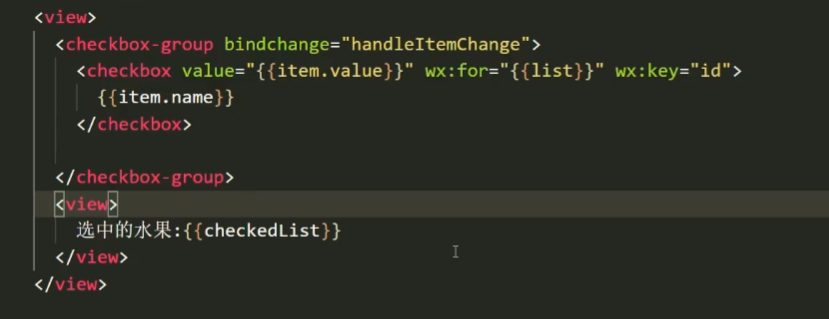 <view>
<checkbox-group bindchange="handleItemChange">
<checkbox value="{{item.value}}" wx:for="{{list}}" wx:key="id">
{{item.name}}
</checkbox>
</checkbox-group>
<view>
选中的水果:{{checkedList}}
</view>
</view>